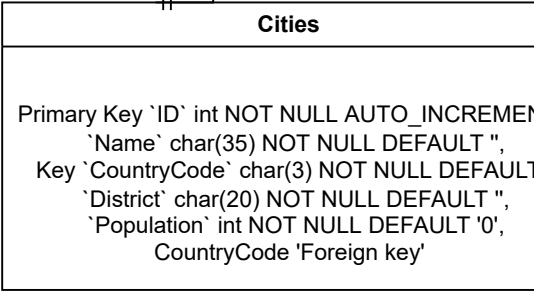 Cities
Primary Key `ID` int NOT NULL AUTO_INCREMEN
`Name` char(35) NOT NULL DEFAULT '',
Key `CountryCode` char(3) NOT NULL DEFAULT
`District` char(20) NOT NULL DEFAULT '',
`Population` int NOT NULL DEFAULT '0',
CountryCode 'Foreign key'